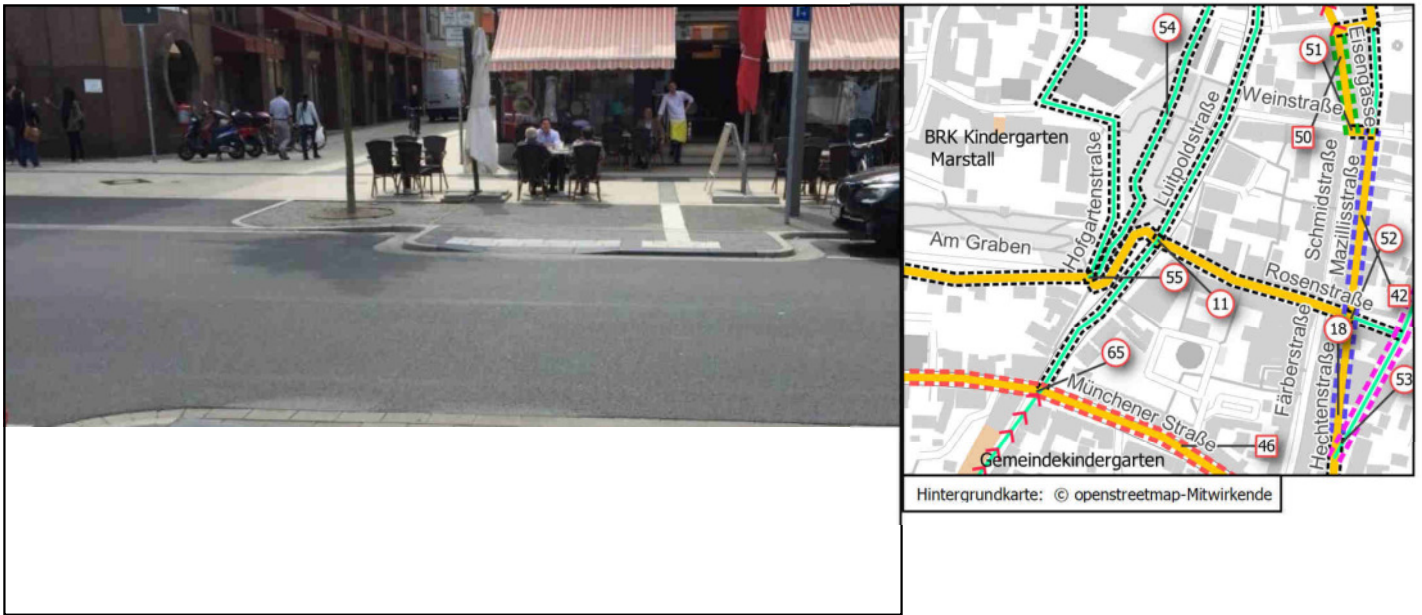 54
51
Eisengasse
Weinstraße
BRK Kindergarten
Marstall
50
Luitpoldstraße
Schmidstraße
Mazillisstraße
Hofgartenstraße
Am Graben
52
55
Rosenstraße
42
11
18
65
Färberstraße
Hechtenstraße
53
Münchener Straße
46
Gemeindekindergarten
Hintergrundkarte: © openstreetmap-Mitwirkende